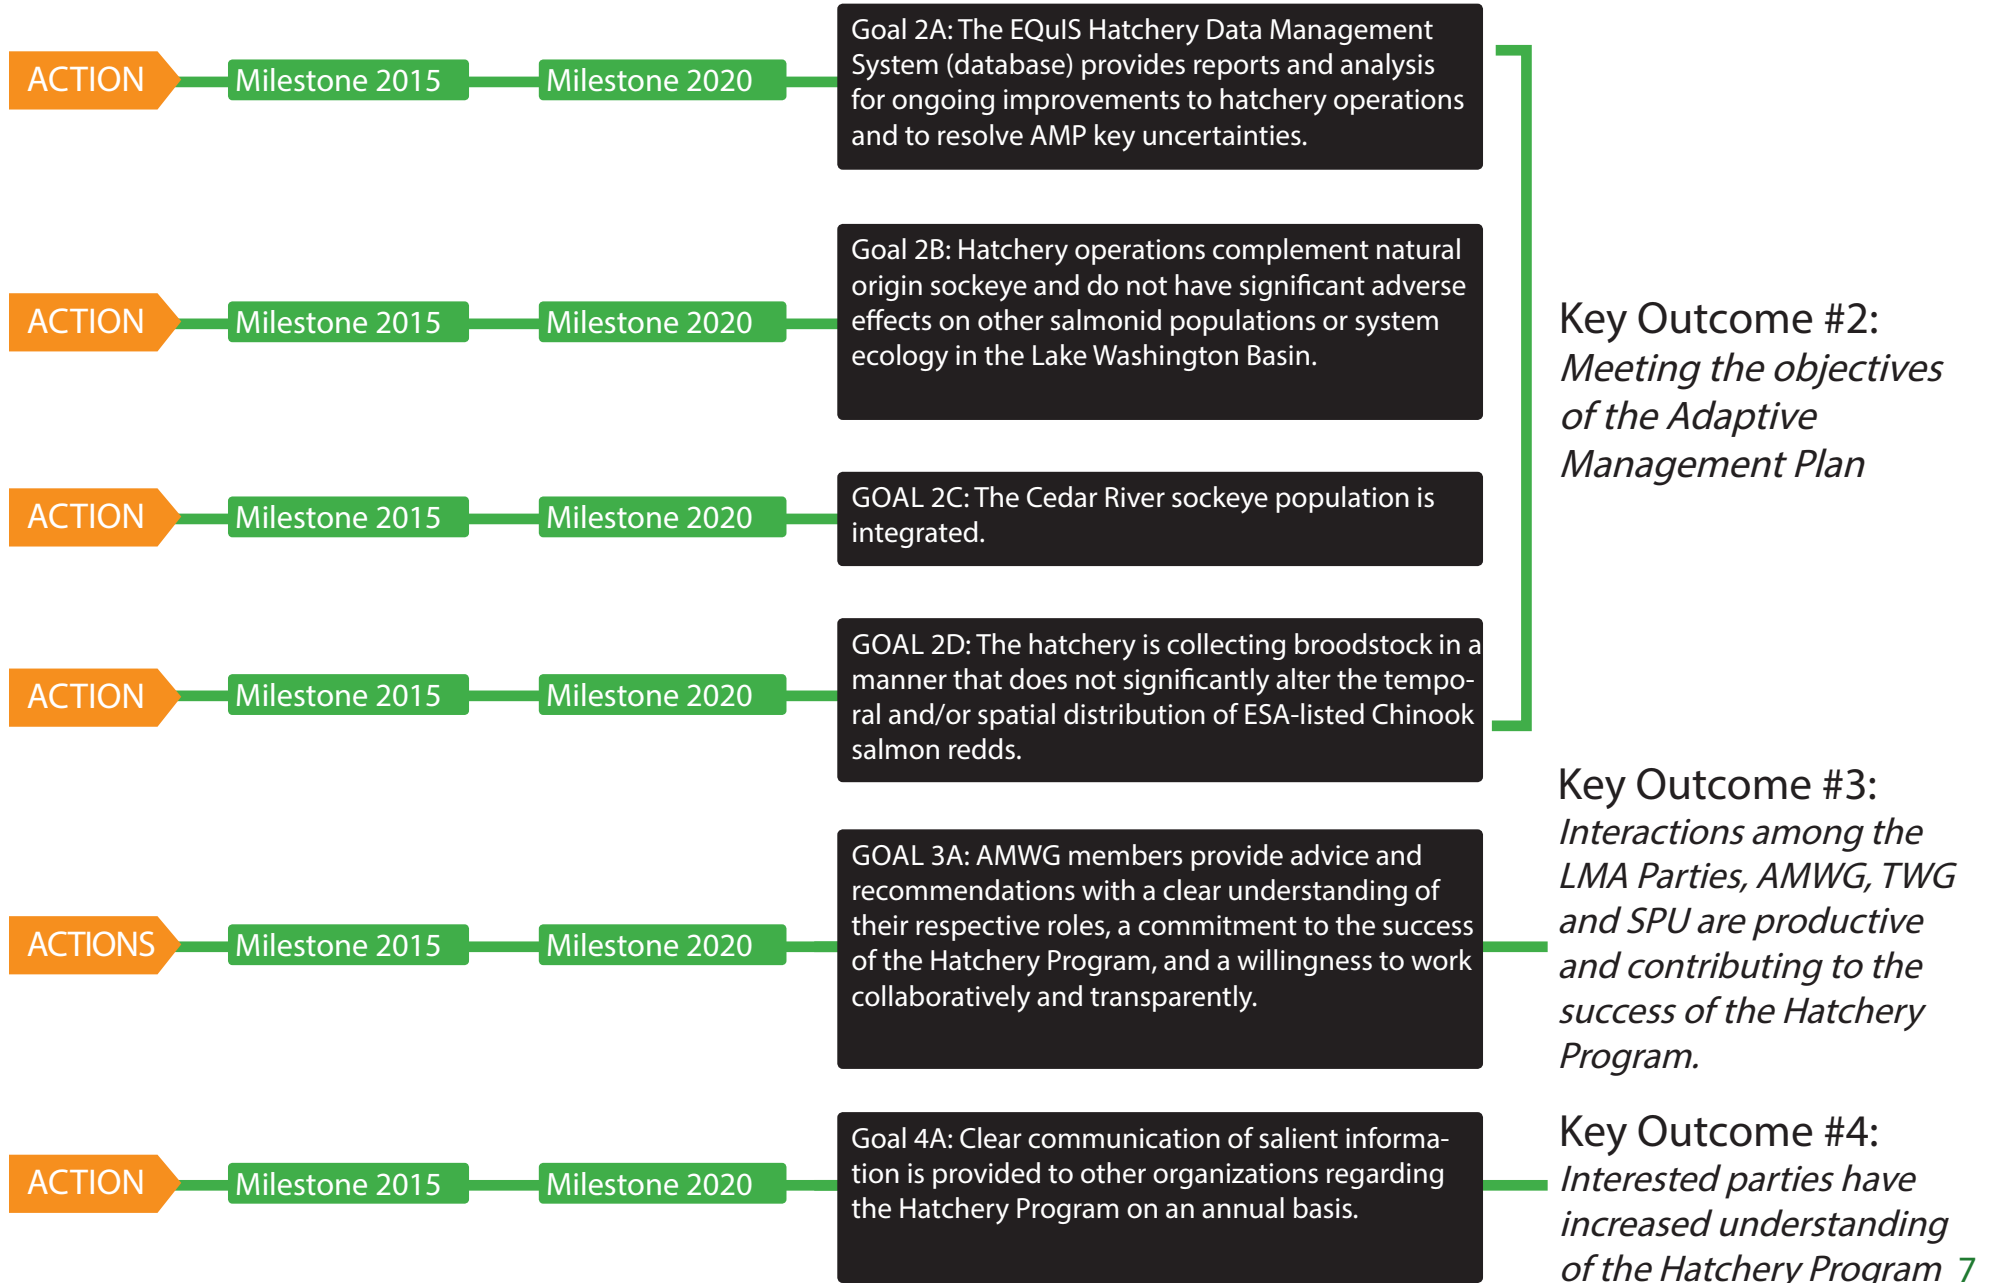 ACTION
Milestone 2015
Milestone 2020
Goal 2A: The EQuIS Hatchery Data Management
System (database) provides reports and analysis
for ongoing improvements to hatchery operations
and to resolve AMP key uncertainties.
ACTION
Milestone 2015
Milestone 2020
Goal 2B: Hatchery operations complement natural
origin sockeye and do not have significant adverse
effects on other salmonid populations or system
ecology in the Lake Washington Basin.
ACTION
Milestone 2015
Milestone 2020
GOAL 2C: The Cedar River sockeye population is
integrated.
ACTION
Milestone 2015
Milestone 2020
GOAL 2D: The hatchery is collecting broodstock in a
manner that does not significantly alter the tempo-
ral and/or spatial distribution of ESA-listed Chinook
salmon redds.
Key Outcome #2:
Meeting the objectives
of the Adaptive
Management Plan
ACTIONS
Milestone 2015
Milestone 2020
GOAL 3A: AMWG members provide advice and
recommendations with a clear understanding of
their respective roles, a commitment to the success
of the Hatchery Program, and a willingness to work
collaboratively and transparently.
Key Outcome #3:
Interactions among the
LMA Parties, AMWG, TWG
and SPU are productive
and contributing to the
success of the Hatchery
Program.
ACTION
Milestone 2015
Milestone 2020
Goal 4A: Clear communication of salient informa-
tion is provided to other organizations regarding
the Hatchery Program on an annual basis.
Key Outcome #4:
Interested parties have
increased understanding
of the Hatchery Program
7